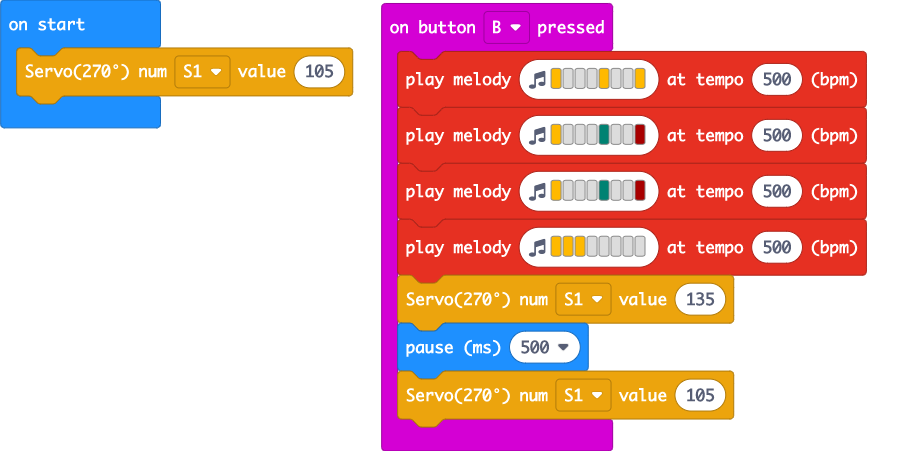 on start
Servo(270°) num S1 value 105
on button B pressed
play melody at tempo 500 (bpm)
play melody at tempo 500 (bpm)
play melody at tempo 500 (bpm)
play melody at tempo 500 (bpm)
Servo(270°) num S1 value 135
pause (ms) 500
Servo(270°) num S1 value 105